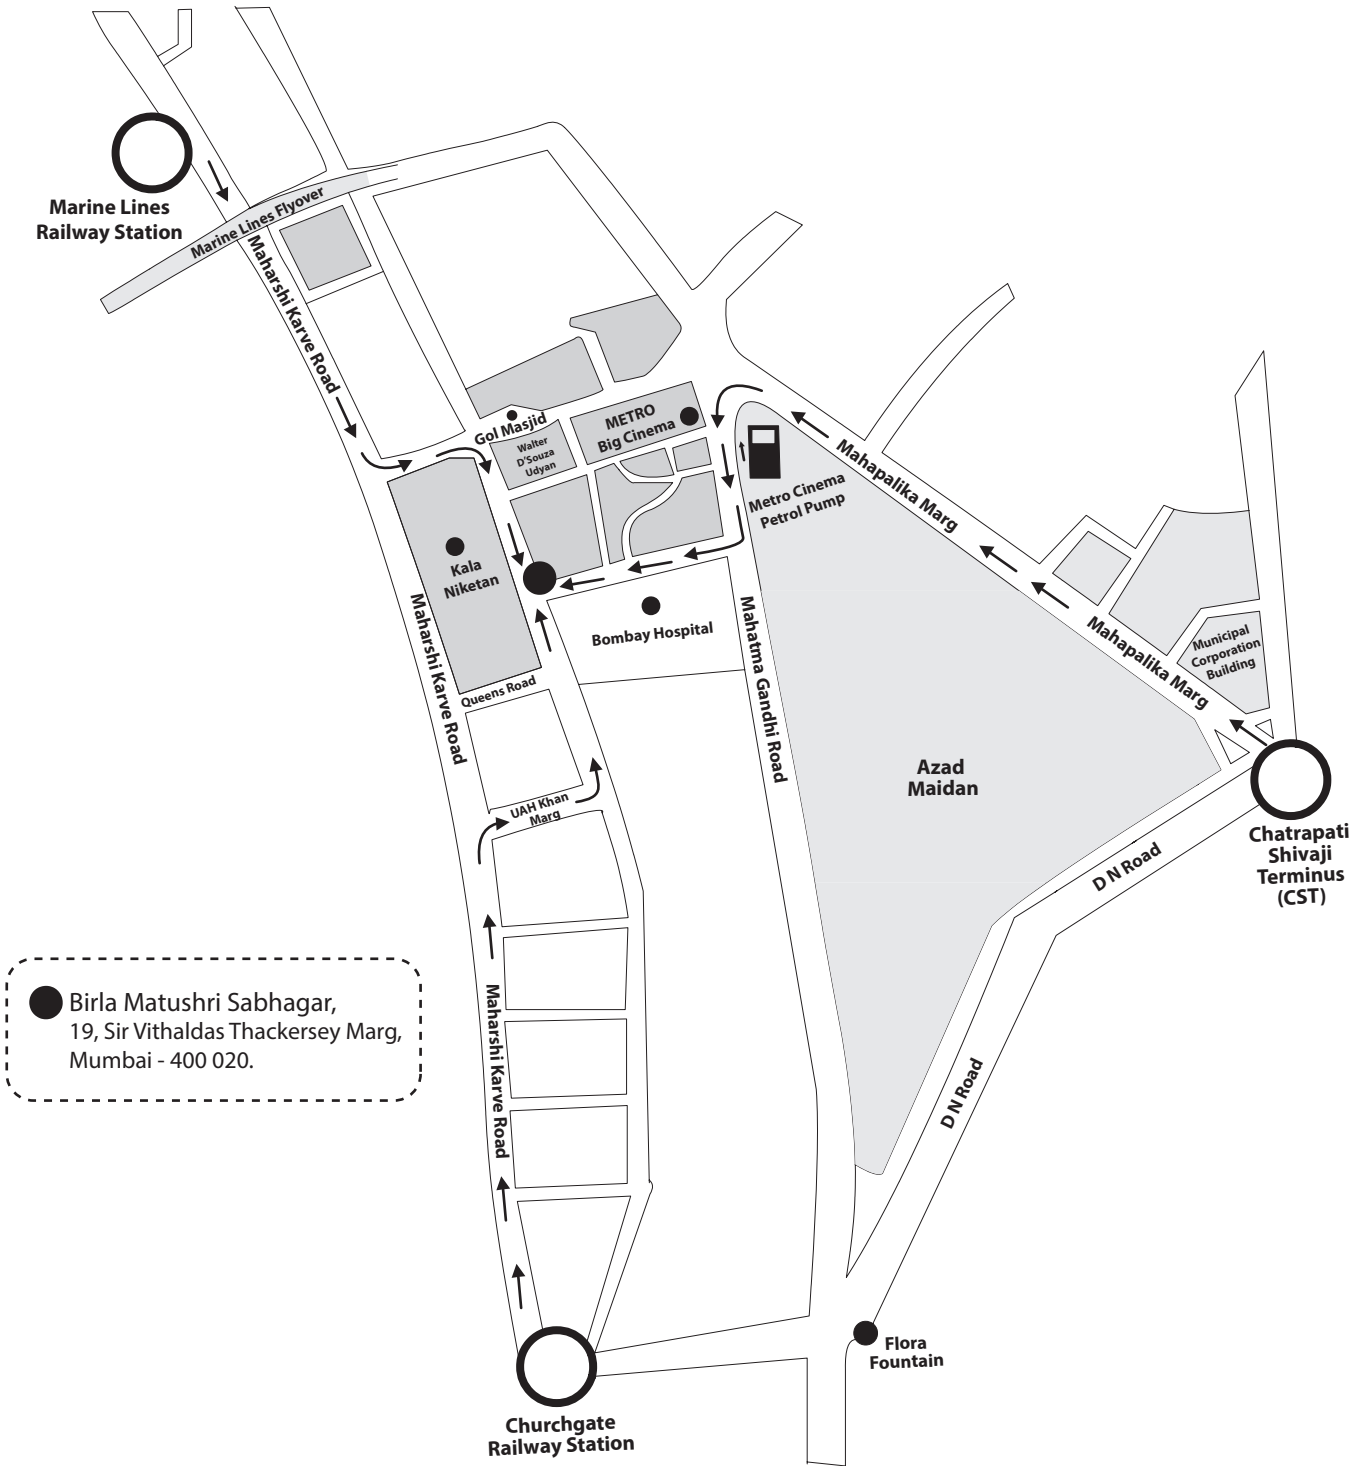 Marine Lines
Railway Station
Marine Lines Flyover
Maharshi Karve Road
Gol Masjid
Walter
D'Souza
Udyan
METRO
Big Cinema
Metro Cinema
Petrol Pump
Mahapalika Marg
Kala
Niketan
Bombay Hospital
Maharshi Karve Road
Queens Road
Mahatma Gandhi Road
Mahapalika Marg
Municipal
Corporation
Building
Azad
Maidan
UAH Khan
Marg
Chatrapati
Shivaji
Terminus
(CST)
D N Road
Birla Matushri Sabhagar,
19, Sir Vithaldas Thackersey Marg,
Mumbai - 400 020.
Maharshi Karve Road
D N Road
Flora
Fountain
Churchgate
Railway Station